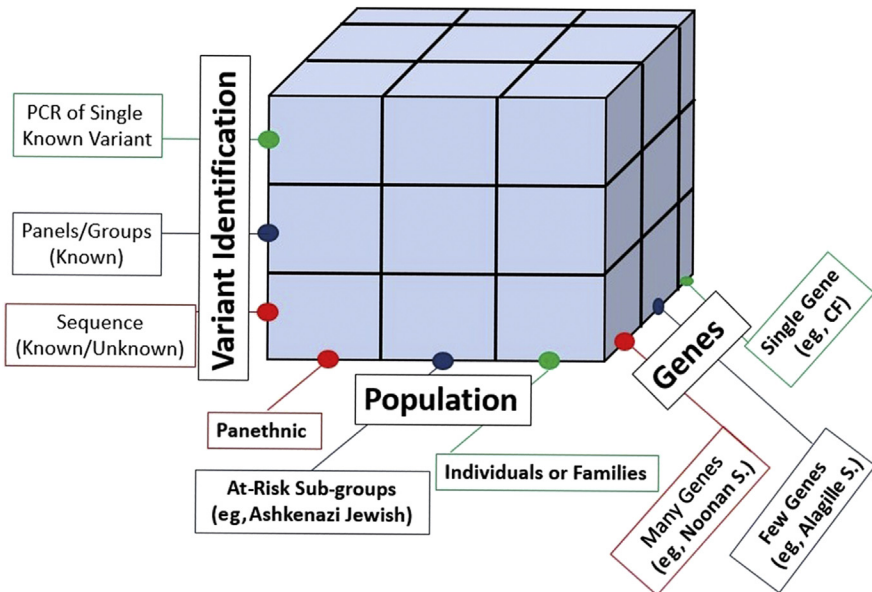 PCR of Single
Known Variant
Panels/Groups
(Known)
Sequence
(Known/Unknown)
Variant Identification
Population
Panethnic
At-Risk Sub-groups
(eg, Ashkenazi Jewish)
Individuals or Families
Genes
Single Gene
(eg, CF)
Many Genes
(eg, Noonan S.)
Few Genes
(eg, Alagille S.)